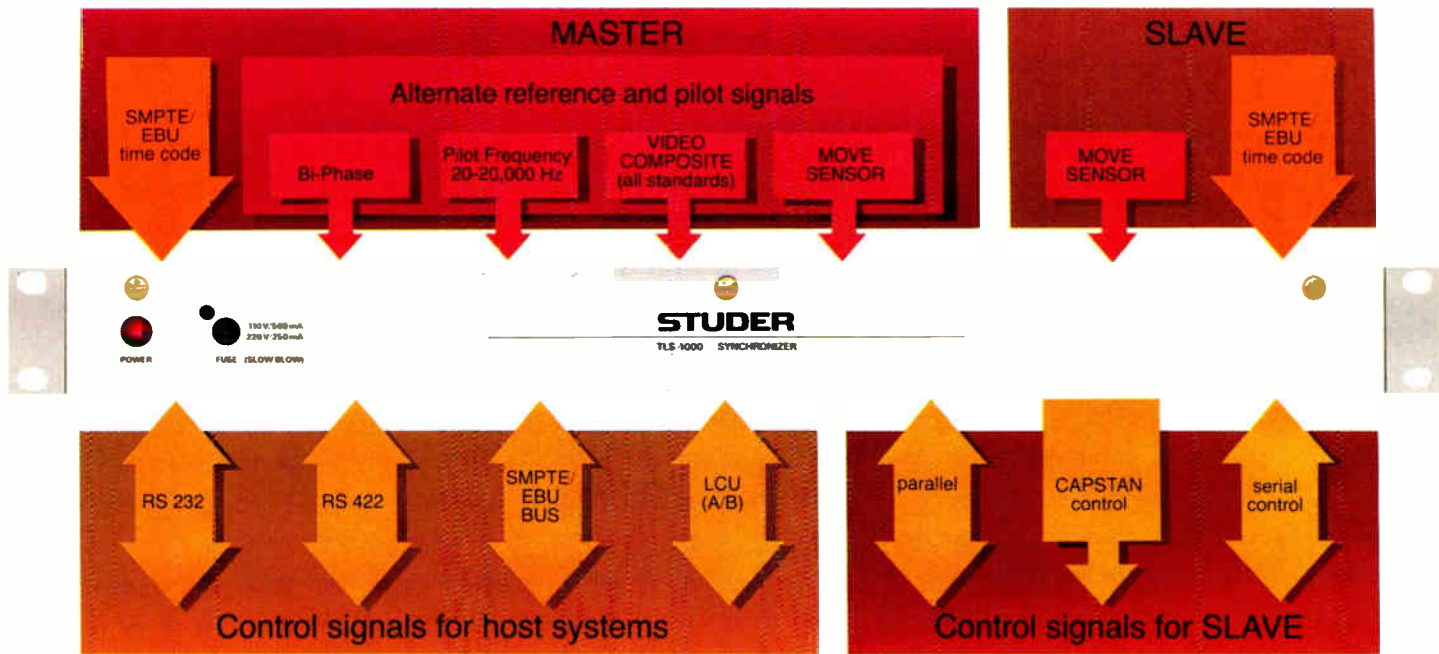 MASTER
SMPTE/
EBU
time code
Alternate reference and pilot signals
Bi-Phase
Pilot Frequency
20-20,000 Hz
VIDEO
COMPOSITE
(all standards)
MOVE
SENSOR
SLAVE
MOVE
SENSOR
SMPTE/
EBU
time code
110 V/500 mA
220 V/250 mA
POWER
FUSE (SLOW BLOW)
STUDER
TLS 4000 SYNCHRONIZER
RS 232
RS 422
SMPTE/
EBU
BUS
LCU
(A/B)
Control signals for host systems
parallel
CAPSTAN
control
serial
control
Control signals for SLAVE